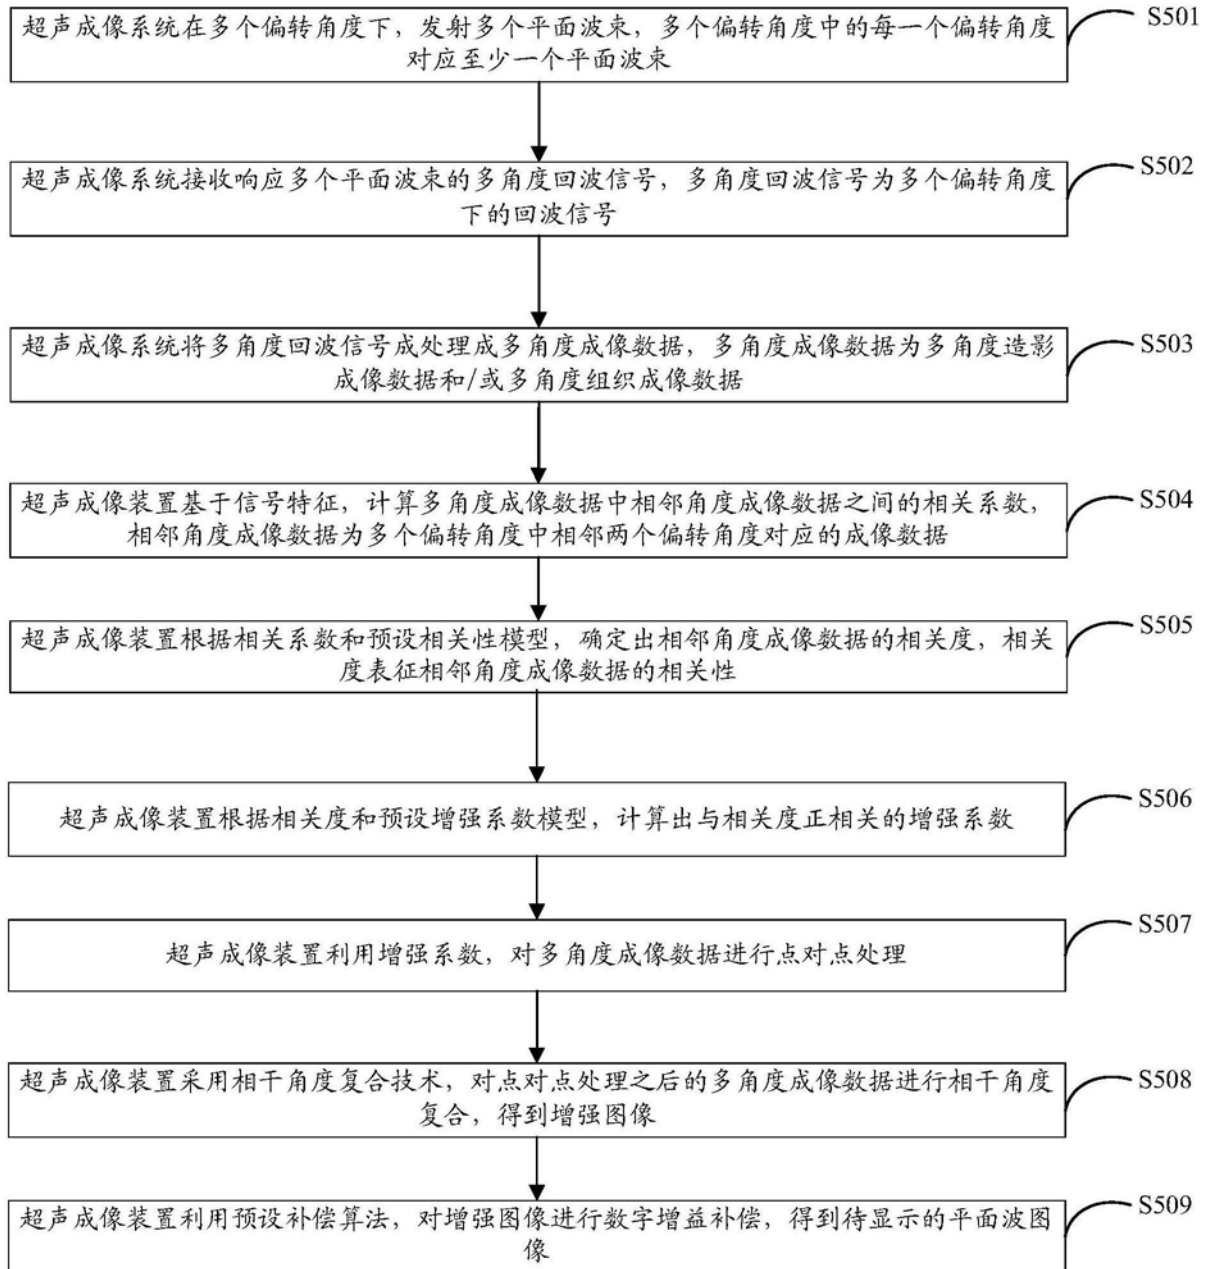 超声成像系统在多个偏转角度下，发射多个平面波束，多个偏转角度中的每一个偏转角度
对应至少一个平面波束
S501
超声成像系统接收响应多个平面波束的多角度回波信号，多角度回波信号为多个偏转角度
下的回波信号
S502
超声成像系统将多角度回波信号成处理成多角度成像数据，多角度成像数据为多角度造影
成像数据和/或多角度组织成像数据
S503
超声成像装置基于信号特征，计算多角度成像数据中相邻角度成像数据之间的相关系数，
相邻角度成像数据为多个偏转角度中相邻两个偏转角度对应的成像数据
S504
超声成像装置根据相关系数和预设相关性模型，确定出相邻角度成像数据的相关度，相关
度表征相邻角度成像数据的相关性
S505
超声成像装置根据相关度和预设增强系数模型，计算出与相关度正相关的增强系数
S506
超声成像装置利用增强系数，对多角度成像数据进行点对点处理
S507
超声成像装置采用相干角度复合技术，对点对点处理之后的多角度成像数据进行相干角度
复合，得到增强图像
S508
超声成像装置利用预设补偿算法，对增强图像进行数字增益补偿，得到待显示的平面波图
像
S509